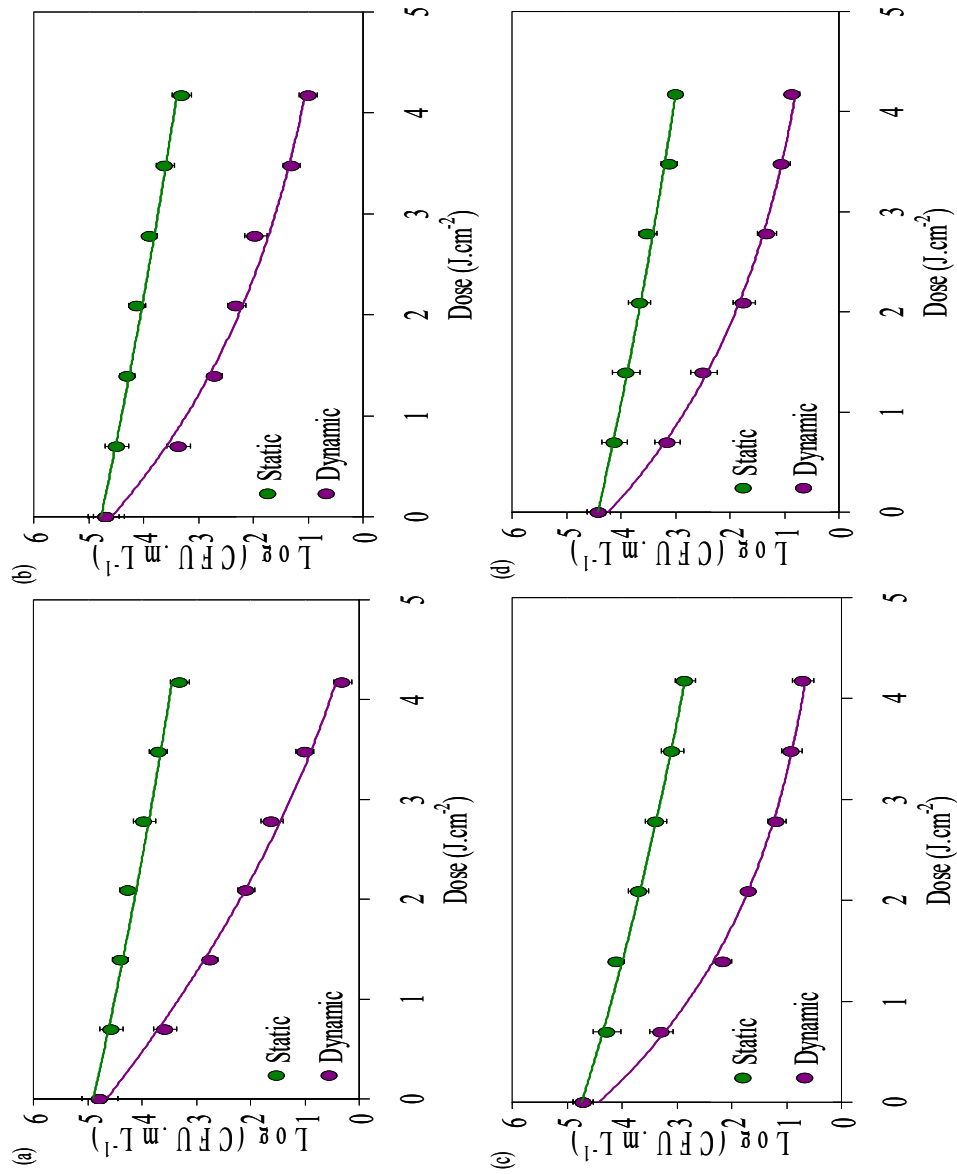 (a)
Log (CFU.mL-1)
6
5
4
3
2
1
0
Static
Dynamic
0 1 2 3 4 5
Dose (J.cm-2)
(b)
Log (CFU.mL-1)
6
5
4
3
2
1
0
Static
Dynamic
0 1 2 3 4 5
Dose (J.cm-2)
(c)
Log (CFU.mL-1)
6
5
4
3
2
1
0
Static
Dynamic
0 1 2 3 4 5
Dose (J.cm-2)
(d)
Log (CFU.mL-1)
6
5
4
3
2
1
0
Static
Dynamic
0 1 2 3 4 5
Dose (J.cm-2)